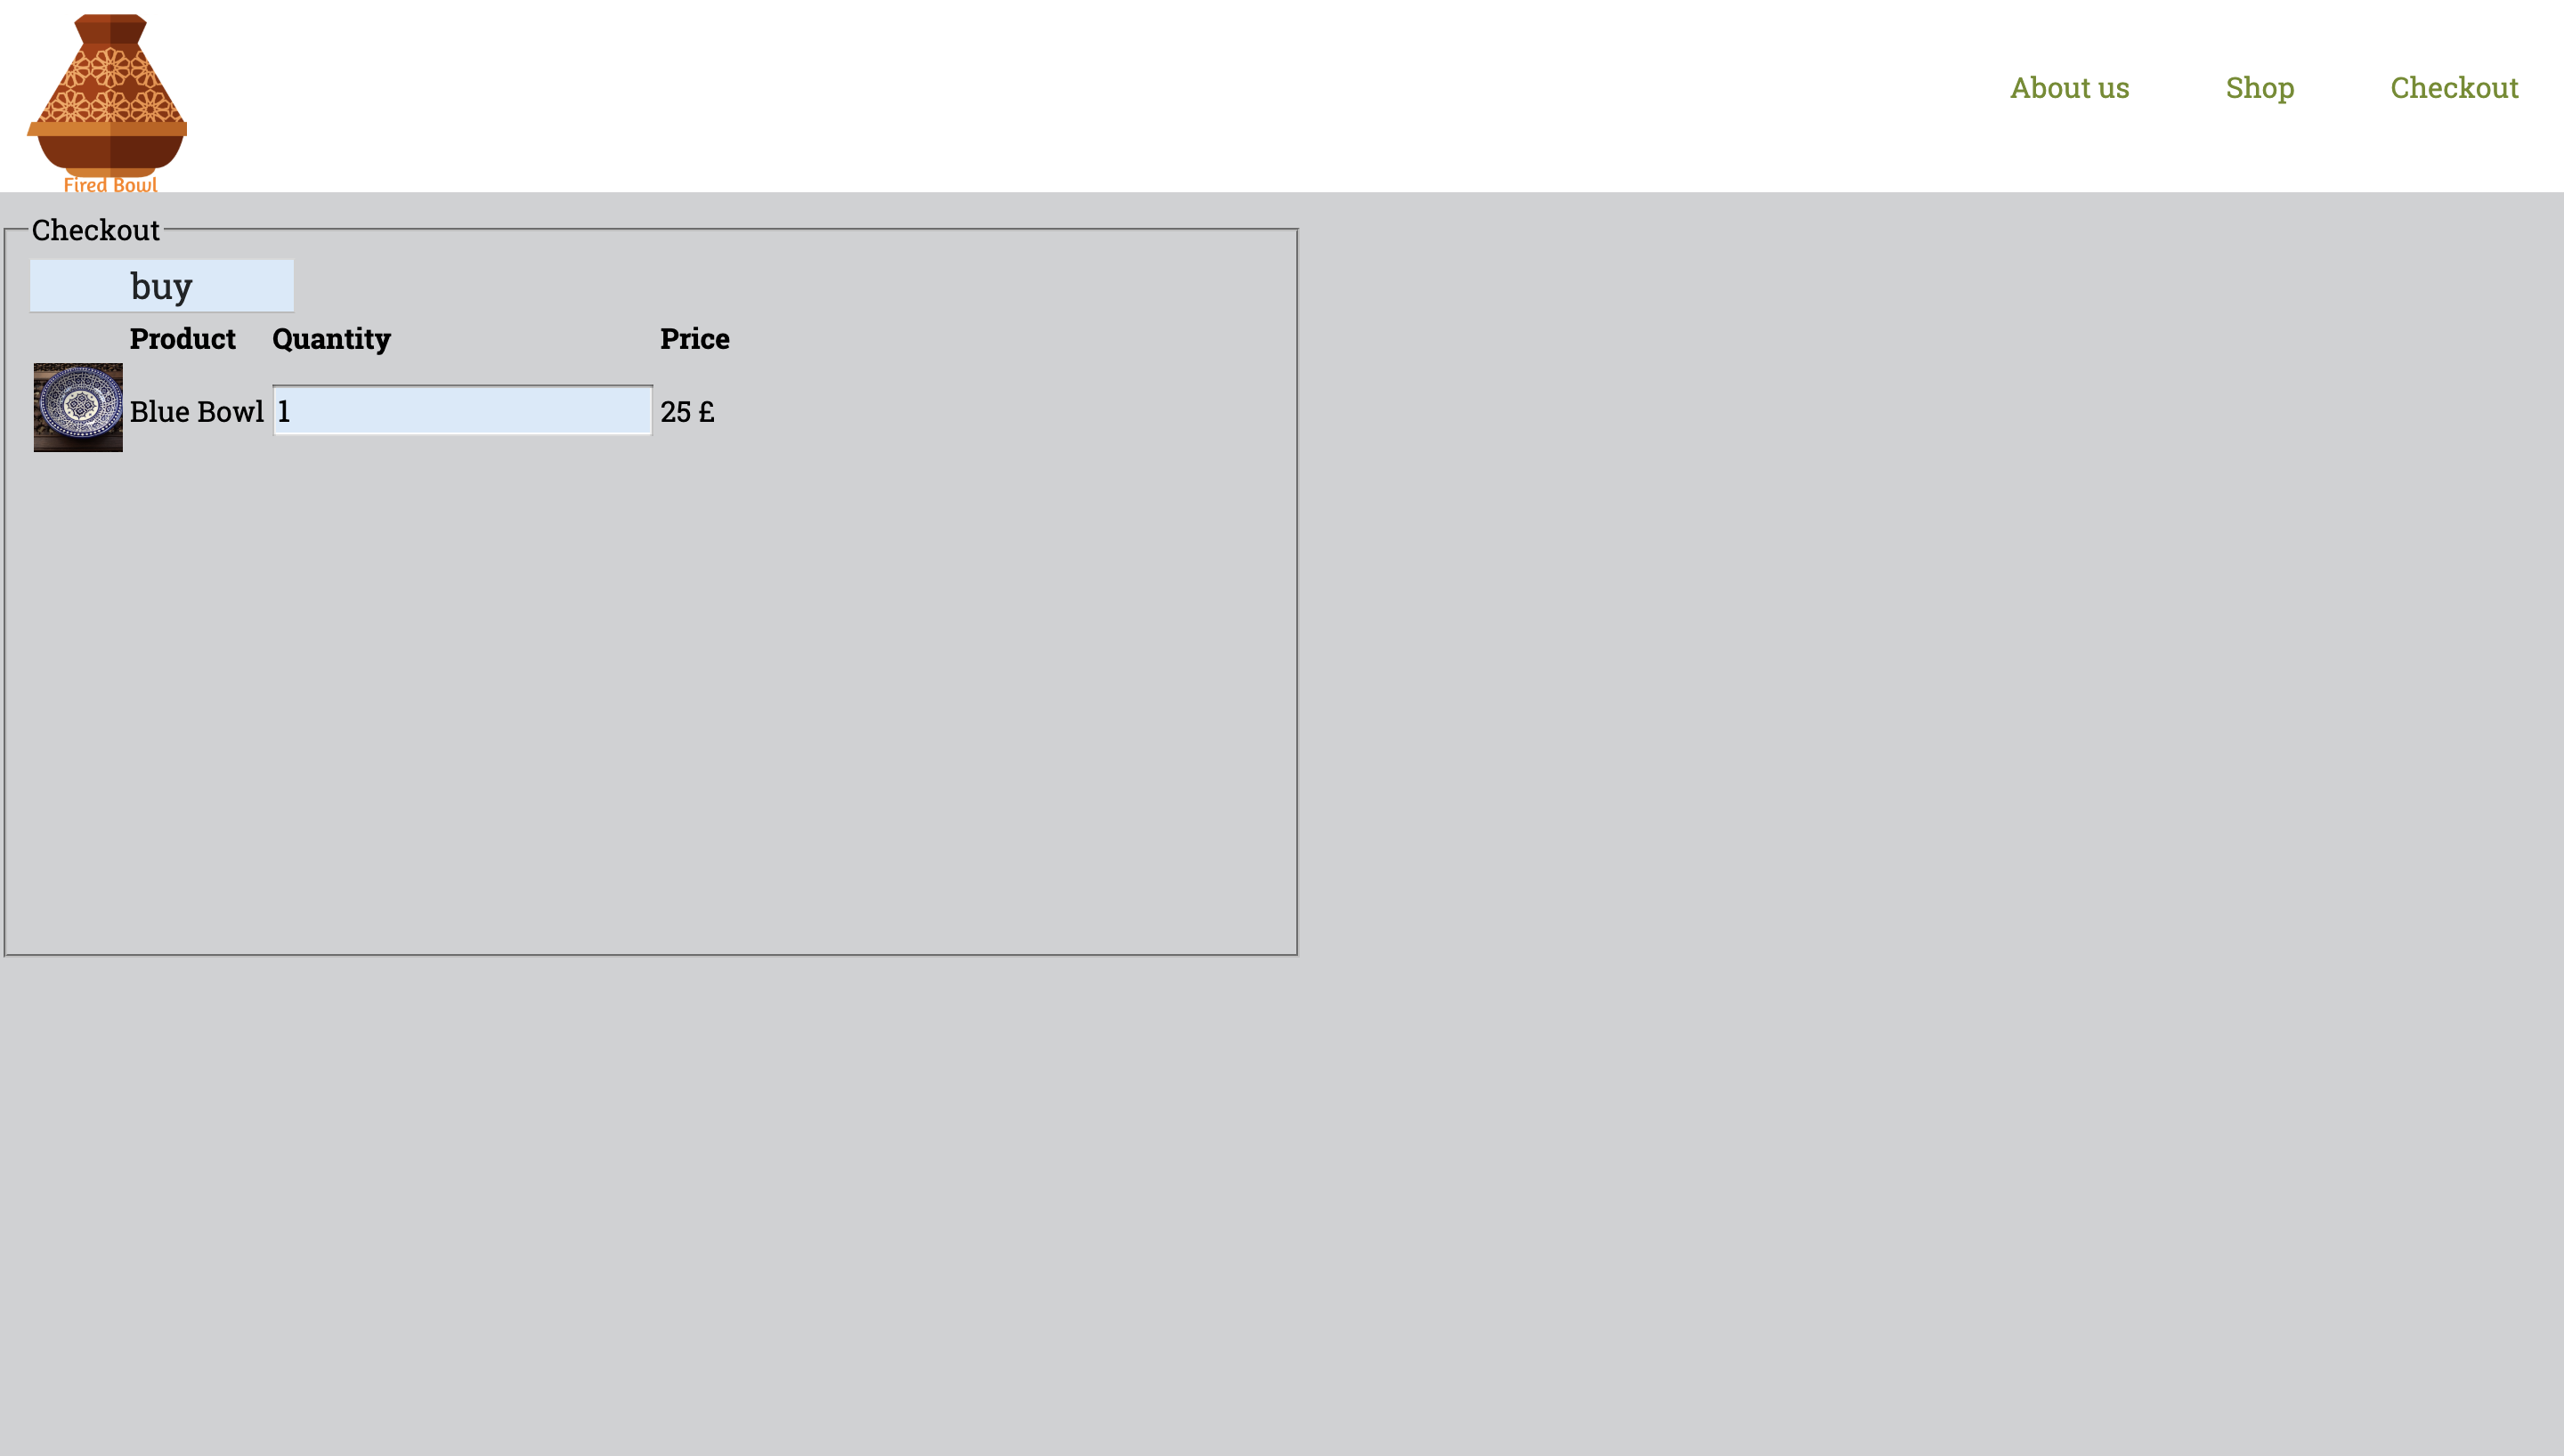 Fired Bowl
About us Shop Checkout
Checkout
buy
Product Quantity Price
Blue Bowl 1 25 £